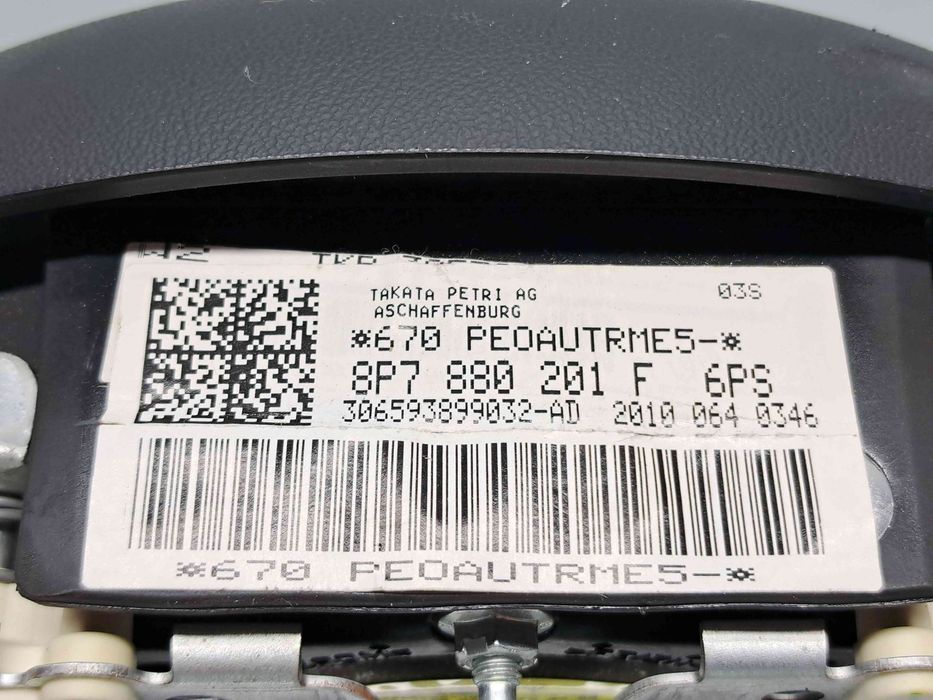 03S
TAKATA PETRI AG
ASCHAFFENBURG
*670 PEOAUTRME5-*
8P7 880 201 F 6PS
306593899032-AD 2010 064 0346
*670 PEOAUTRME5-*